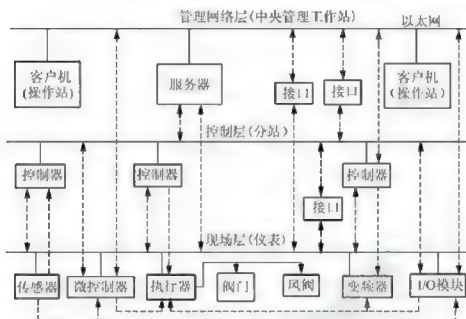 管理网络层(中央管理工作站)
以太网
客户机
(操作站)
服务器
接口
接口
客户机
(操作站)
控制层(分站)
控制器
控制器
控制器
接口
现场层(仪表)
传感器
微控制器
执行器
阀门
风阀
变频器
I/O模块